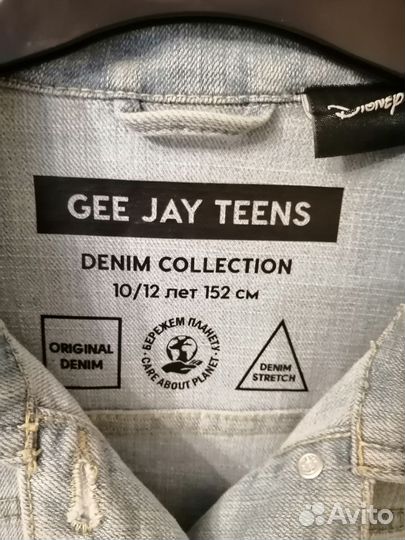 Disney
GEE JAY TEENS
DENIM COLLECTION
10/12 лет 152 см
ORIGINAL
DENIM
БЕРЕЖЕМ ПЛАНЕТУ
CARE ABOUT PLANET
DENIM
STRETCH
Avito